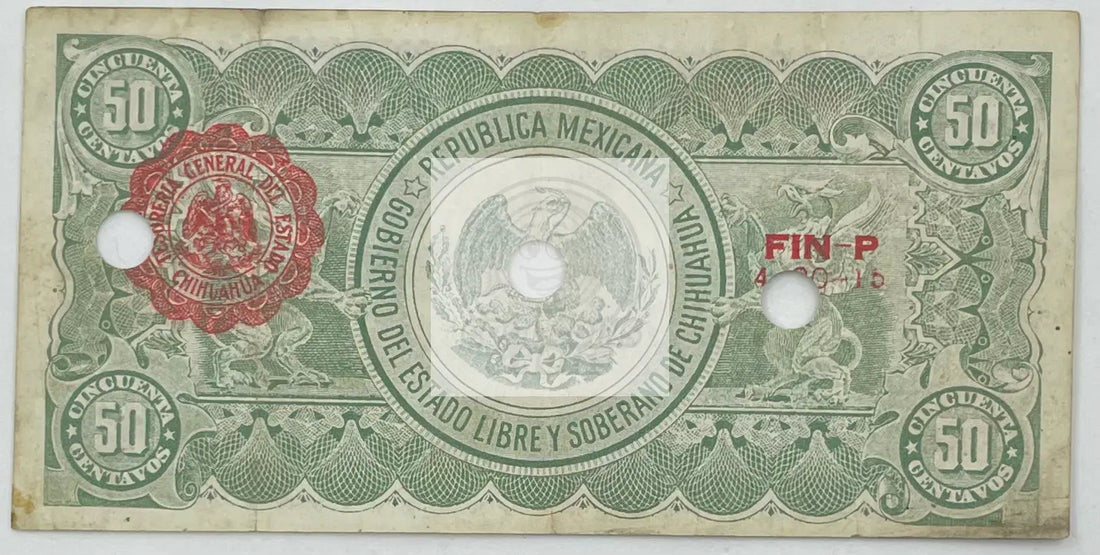 CINCUENTA
50
CENTAVOS
CINCUENTA
50
CENTAVOS
REPUBLICA MEXICANA
GOBIERNO DEL ESTADO LIBRE Y SOBERANO DE CHIHUAHUA
GENERAL DEL ESTADO
CHIHUAHUA
FIN-P
CINCUENTA
50
CENTAVOS
CINCUENTA
50
CENTAVOS